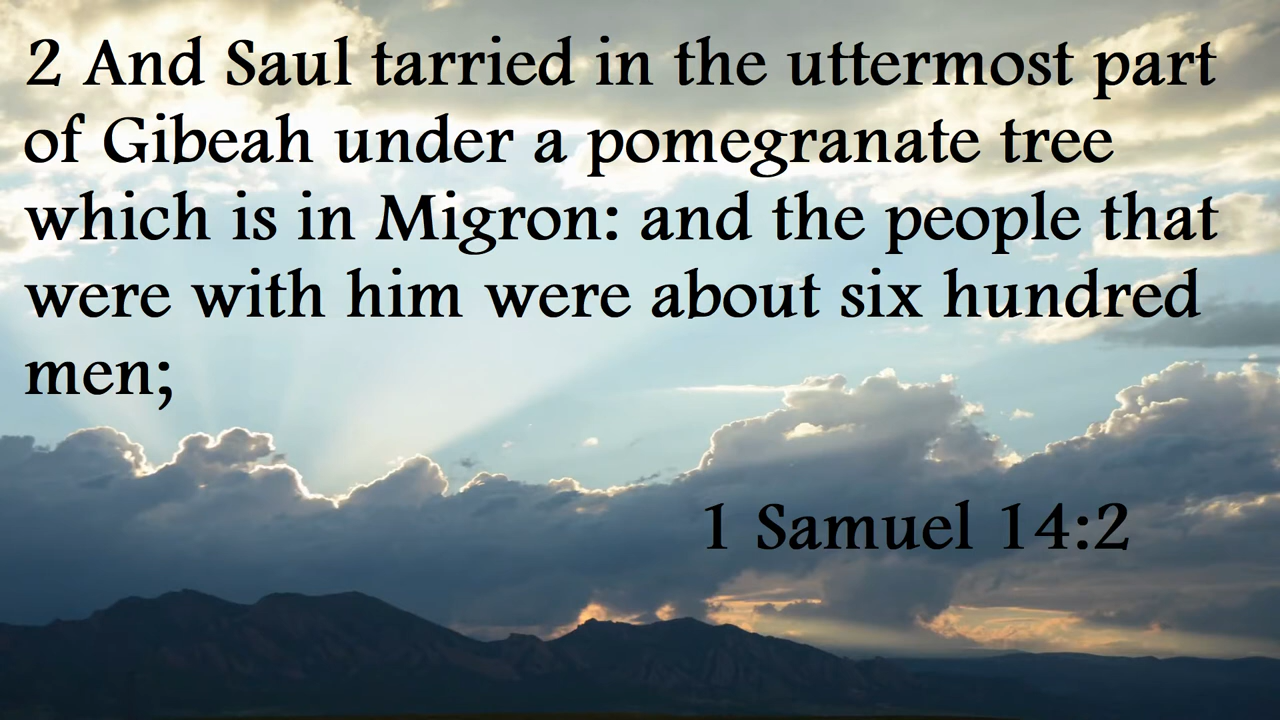 2 And Saul tarried in the uttermost part
of Gibeah under a pomegranate tree
which is in Migron: and the people that
were with him were about six hundred
men;
1 Samuel 14:2